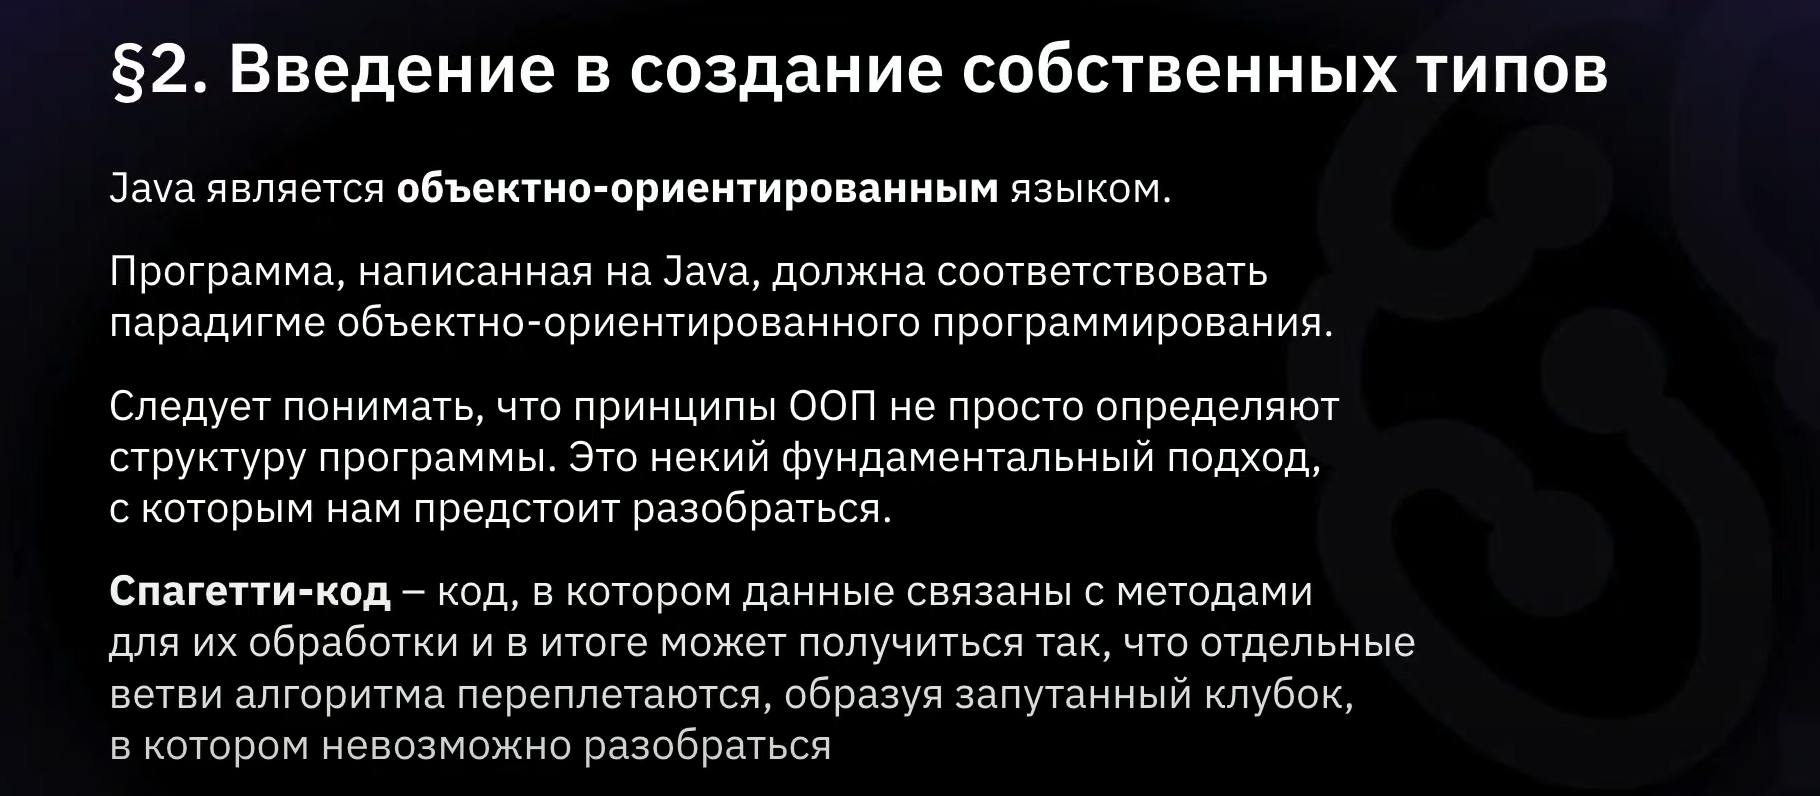 §2. Введение в создание собственных типов
Java является объектно-ориентированным языком.
Программа, написанная на Java, должна соответствовать
парадигме объектно-ориентированного программирования.
Следует понимать, что принципы ООП не просто определяют
структуру программы. Это некий фундаментальный подход,
с которым нам предстоит разобраться.
Спагетти-код – код, в котором данные связаны с методами
для их обработки и в итоге может получиться так, что отдельные
ветви алгоритма переплетаются, образуя запутанный клубок,
в котором невозможно разобраться